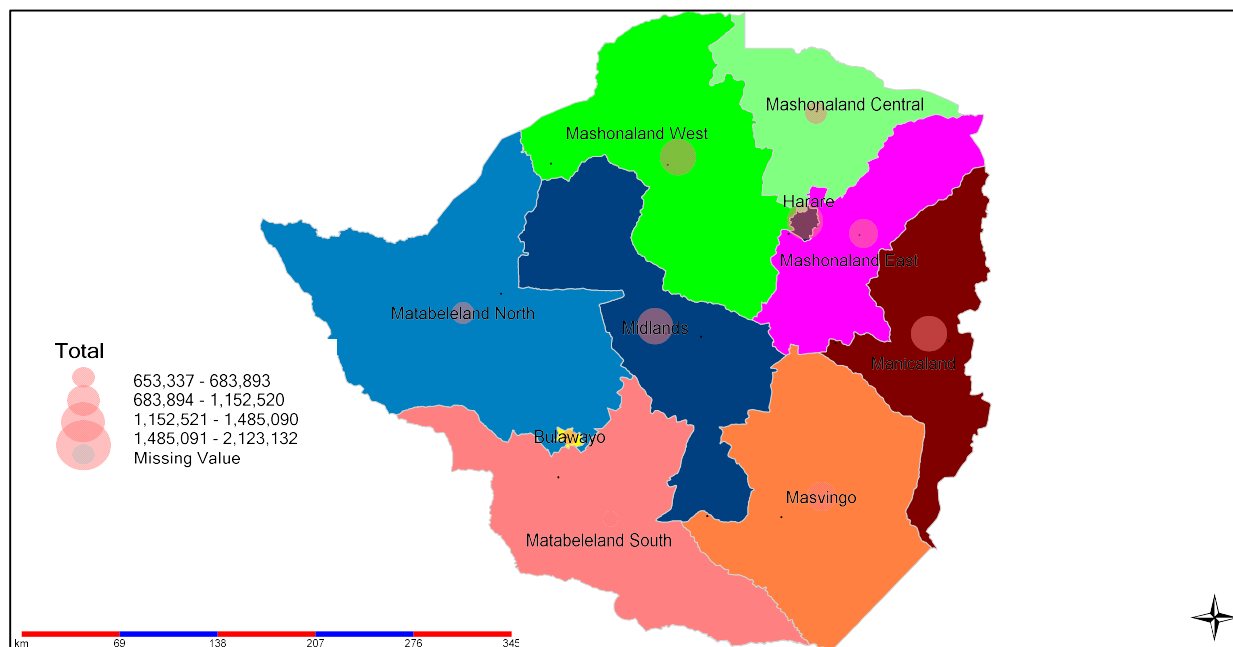 Mashonaland Central
Mashonaland West
Harare
Mashonaland East
Matabeleland North
Midlands
Manicaland
Bulawayo
Masvingo
Matabeleland South
Total
653,337 - 683,893
683,894 - 1,152,520
1,152,521 - 1,485,090
1,485,091 - 2,123,132
Missing Value
km 69 138 207 276 345